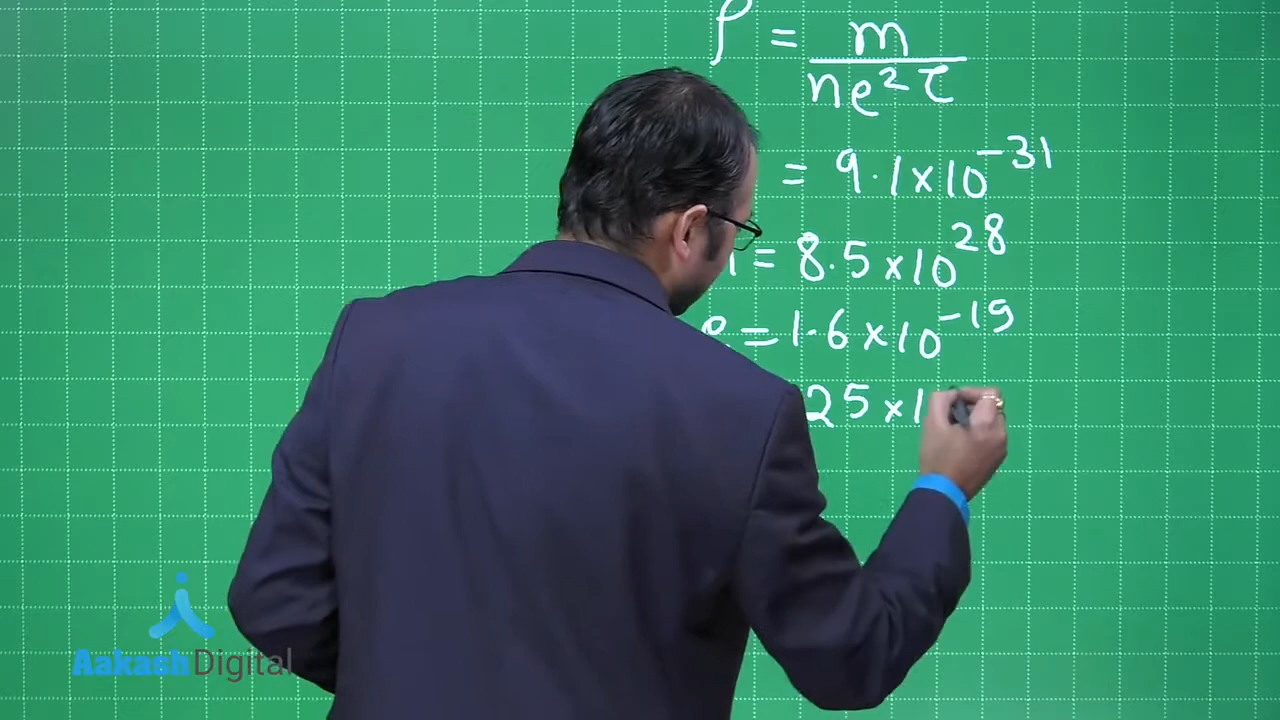 ρ = m / ne²τ
= 9.1×10⁻³¹
= 8.5×10²⁸
e = 1.6×10⁻¹⁹
25×1
Aakash Digital